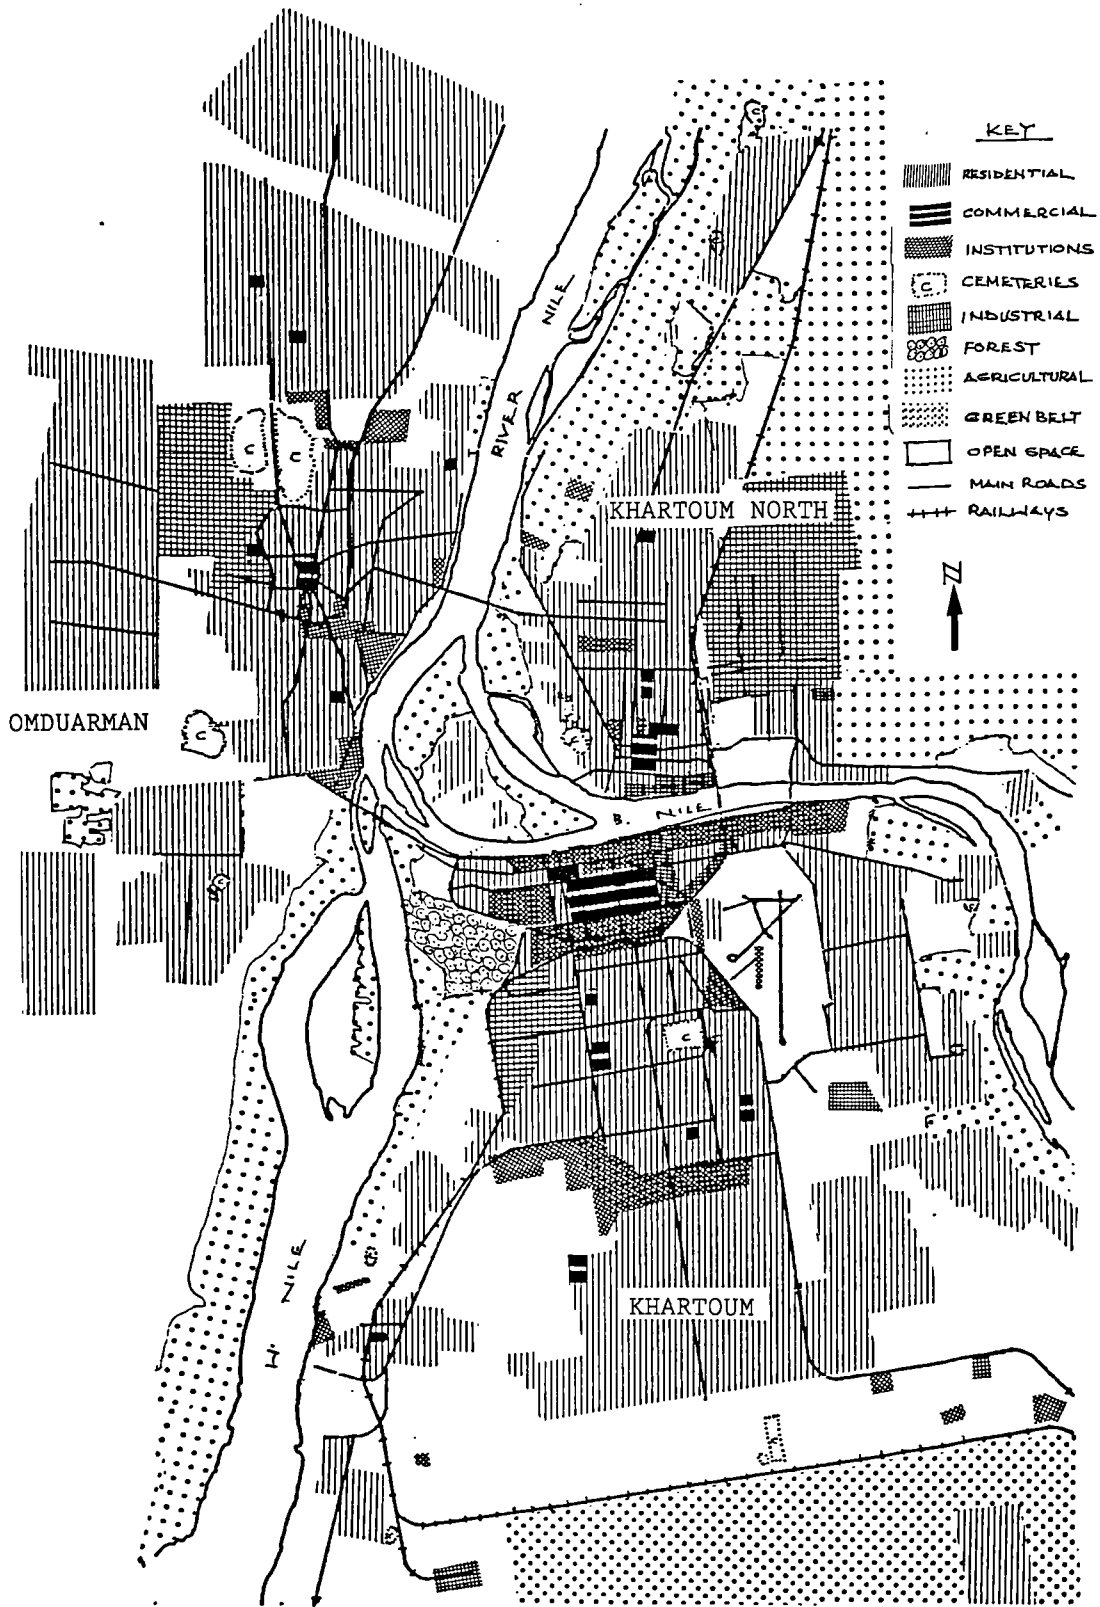 KEY
RESIDENTIAL
COMMERCIAL
INSTITUTIONS
C CEMETERIES
INDUSTRIAL
FOREST
AGRICULTURAL
GREEN BELT
OPEN SPACE
MAIN ROADS
RAILWAYS
N
C
RIVER NILE
C
C
KHARTOUM NORTH
OMDUARMAN
C
B. NILE
C
W. NILE
KHARTOUM